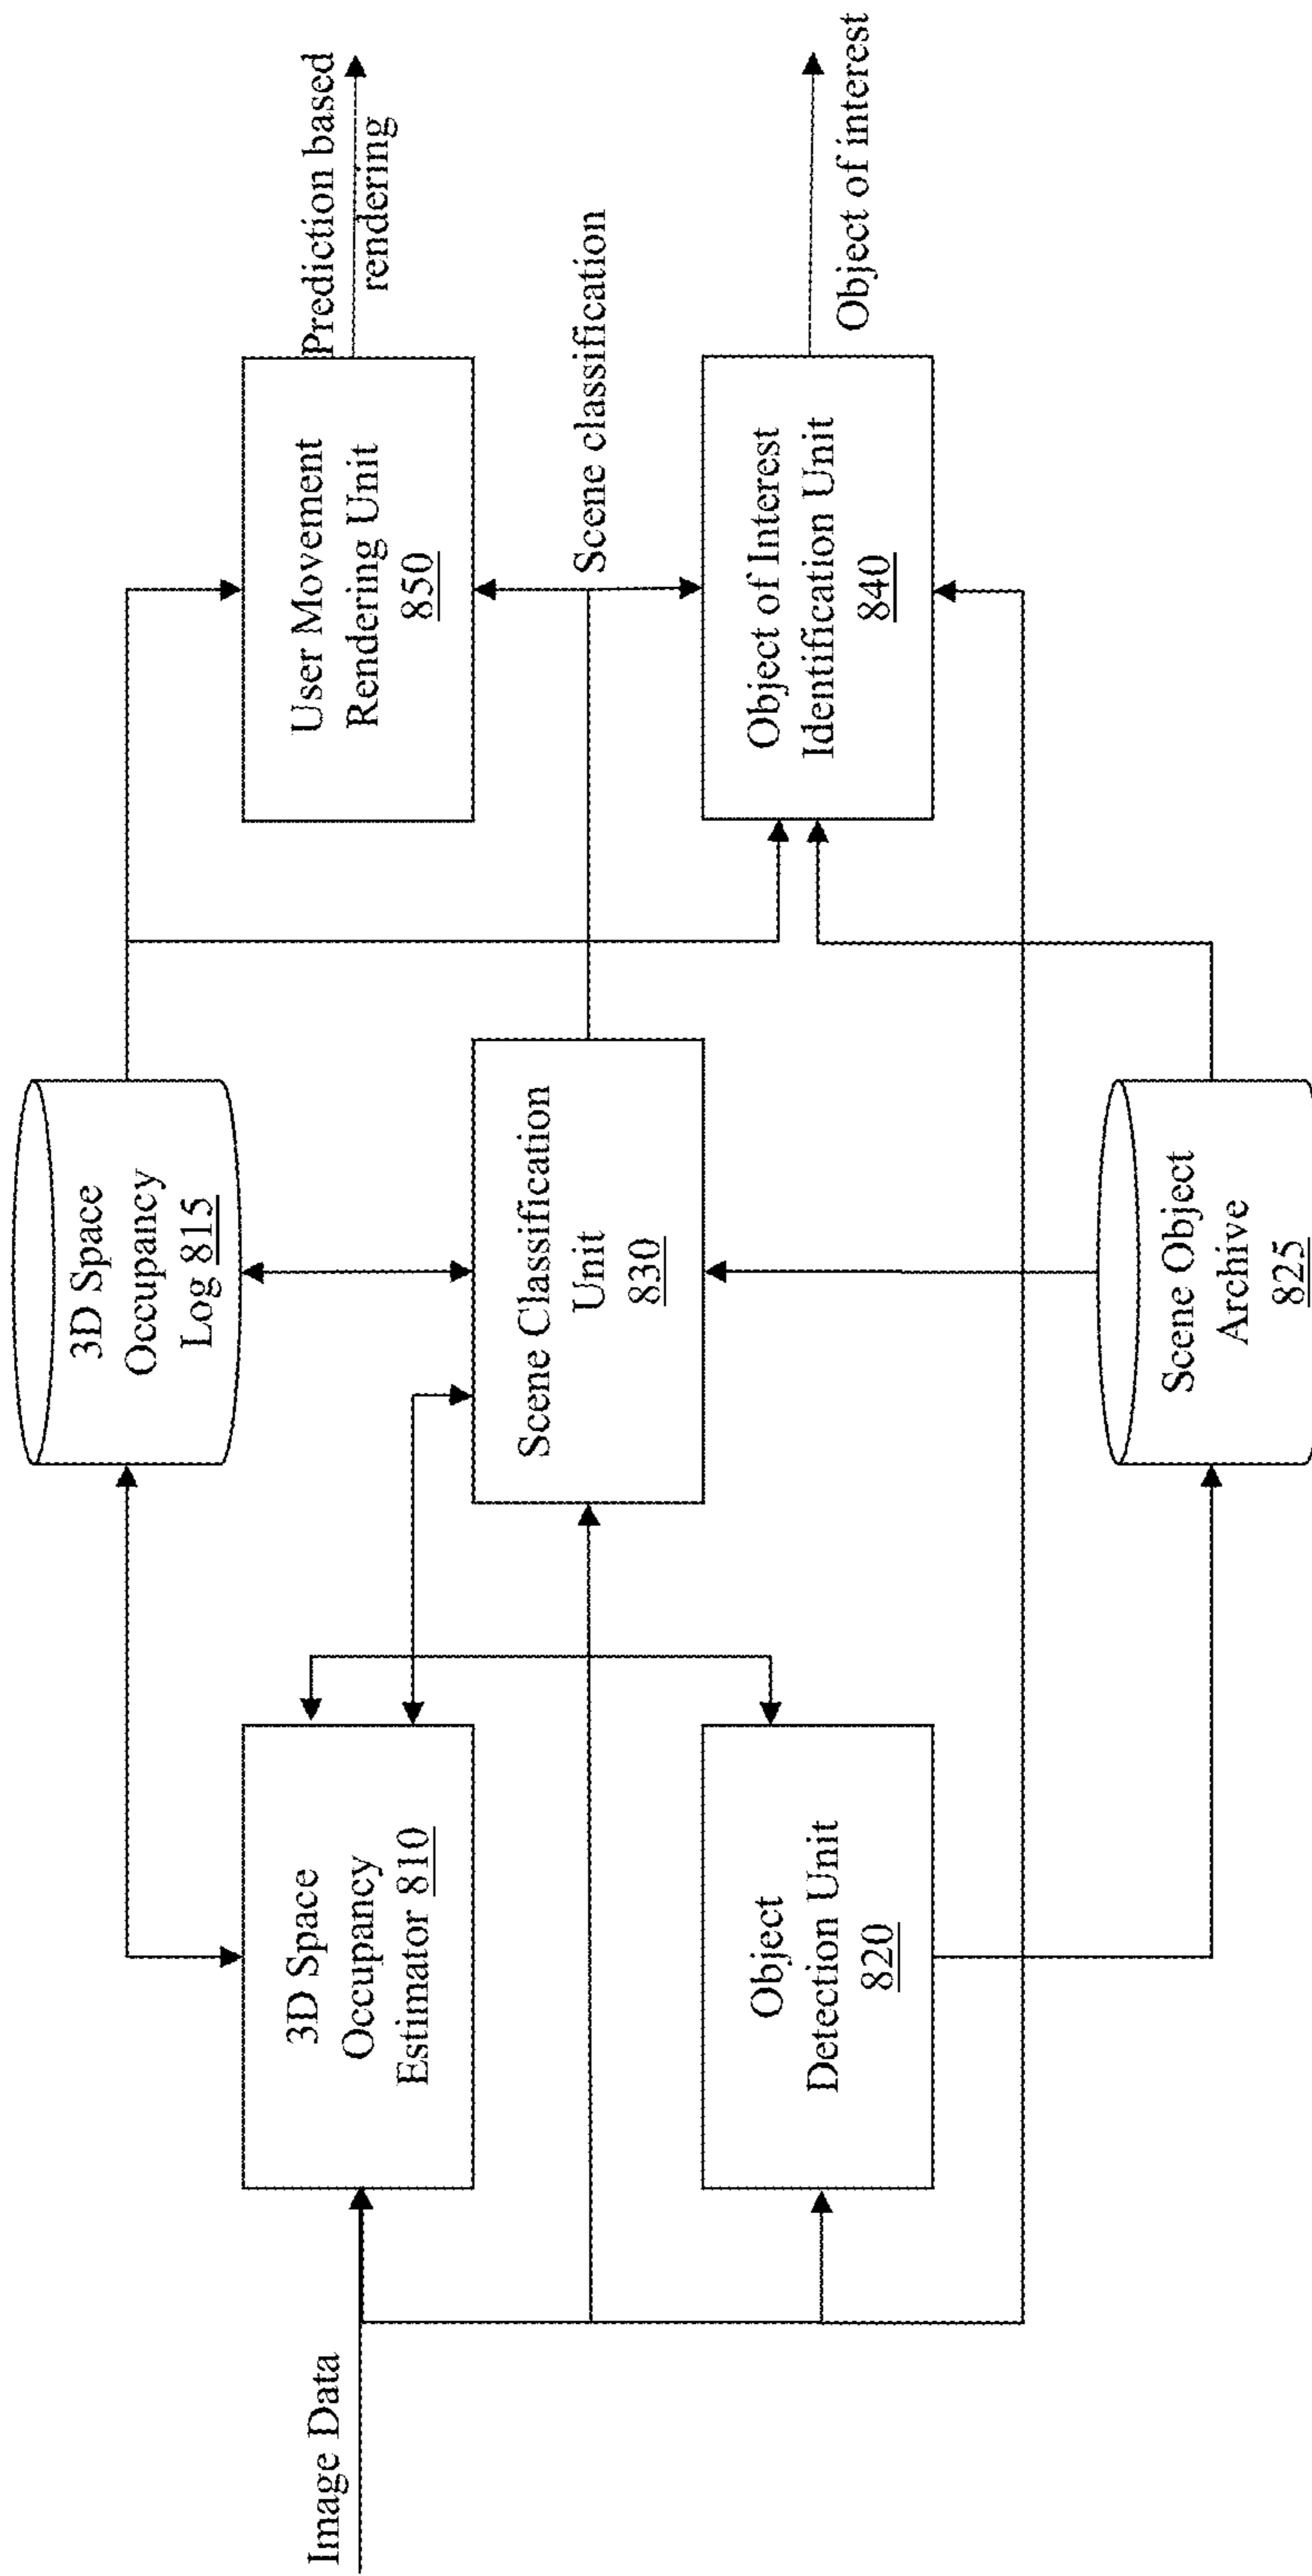 Image Data
3D Space
Occupancy
Estimator 810
Object
Detection Unit
820
3D Space
Occupancy
Log 815
Scene Classification
Unit
830
Scene Object
Archive
825
User Movement
Rendering Unit
850
Scene classification
Object of Interest
Identification Unit
840
Prediction based
rendering
Object of interest